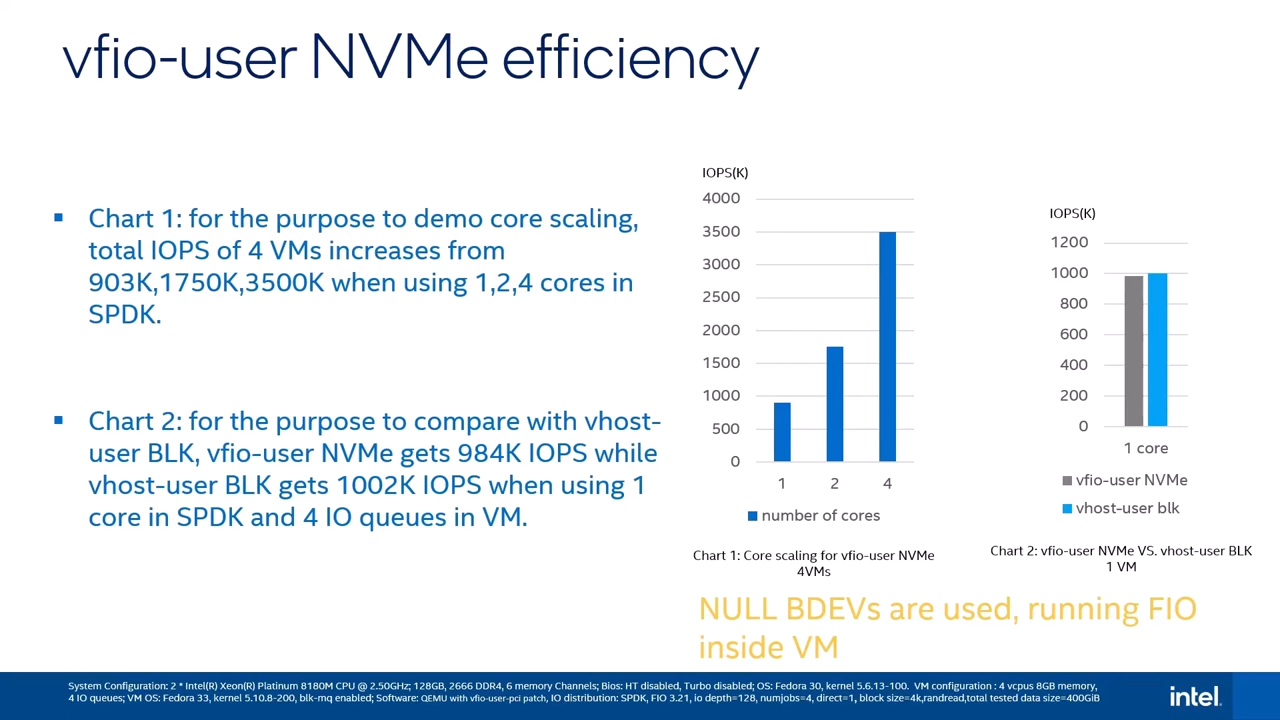 vfio-user NVMe efficiency
▪ Chart 1: for the purpose to demo core scaling,
total IOPS of 4 VMs increases from
903K,1750K,3500K when using 1,2,4 cores in
SPDK.
▪ Chart 2: for the purpose to compare with vhost-
user BLK, vfio-user NVMe gets 984K IOPS while
vhost-user BLK gets 1002K IOPS when using 1
core in SPDK and 4 IO queues in VM.
IOPS(K)
4000
3500
3000
2500
2000
1500
1000
500
0
1 2 4
number of cores
Chart 1: Core scaling for vfio-user NVMe
4VMs
IOPS(K)
1200
1000
800
600
400
200
0
1 core
vfio-user NVMe
vhost-user blk
Chart 2: vfio-user NVMe VS. vhost-user BLK
1 VM
NULL BDEVs are used, running FIO
inside VM
System Configuration: 2 * Intel(R) Xeon(R) Platinum 8180M CPU @ 2.50GHz; 128GB, 2666 DDR4, 6 memory Channels; Bios: HT disabled, Turbo disabled; OS: Fedora 30, kernel 5.6.13-100. VM configuration : 4 vcpus 8GB memory,
4 IO queues; VM OS: Fedora 33, kernel 5.10.8-200, blk-mq enabled; Software: QEMU with vfio-user-pci patch, IO distribution: SPDK, FIO 3.21, io depth=128, numjobs=4, direct=1, block size=4k,randread,total tested data size=400GiB
intel.